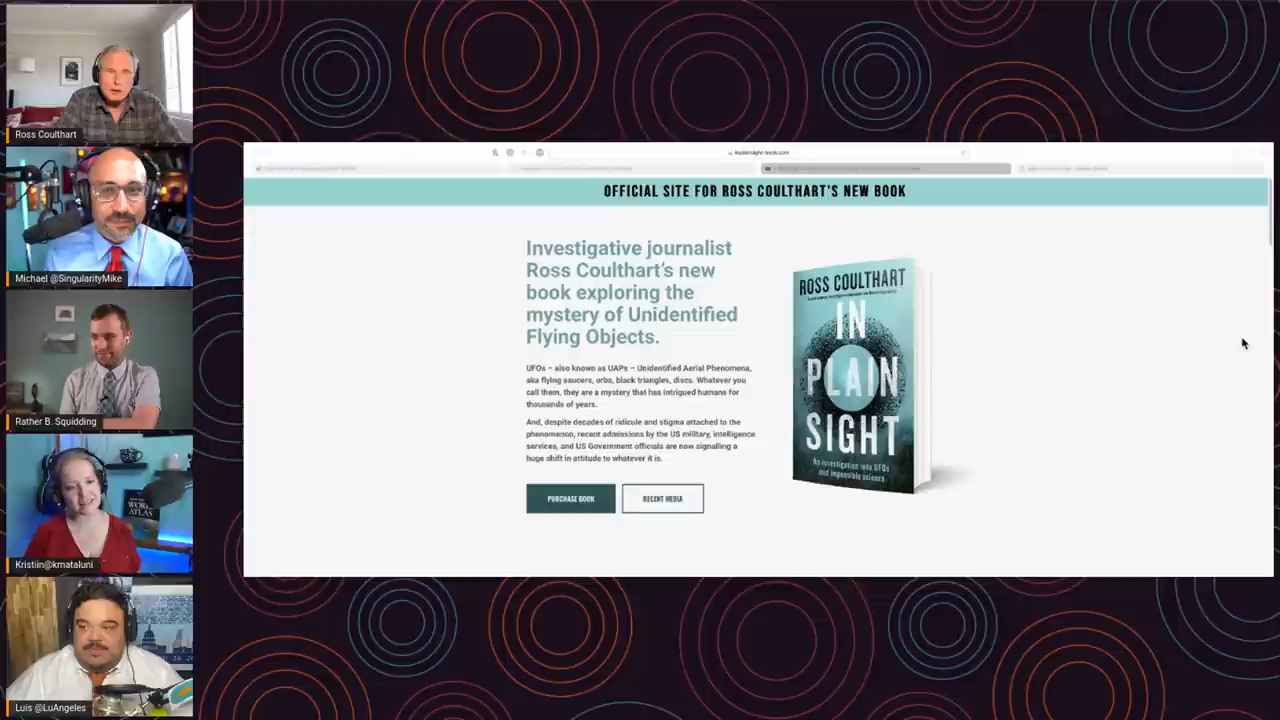 Ross Coulthart
Michael @SingularityMike
Rather B. Squidding
Kristiin@kmataluni
WORLD
ATLAS
Luis @LuAngeles
OFFICIAL SITE FOR ROSS COULTHART'S NEW BOOK
Investigative journalist
Ross Coulthart's new
book exploring the
mystery of Unidentified
Flying Objects.
UFOs – also known as UAPs – Unidentified Aerial Phenomena,
aka flying saucers, orbs, black triangles, discs. Whatever you
call them, they are a mystery that has intrigued humans for
thousands of years.
And, despite decades of ridicule and stigma attached to the
phenomenon, recent admissions by the US military, intelligence
services, and US Government officials are now signalling a
huge shift in attitude to whatever it is.
PURCHASE BOOK
RECENT MEDIA
ROSS COULTHART
IN
PLAIN
SIGHT
An investigation into UFOs
and impossible science